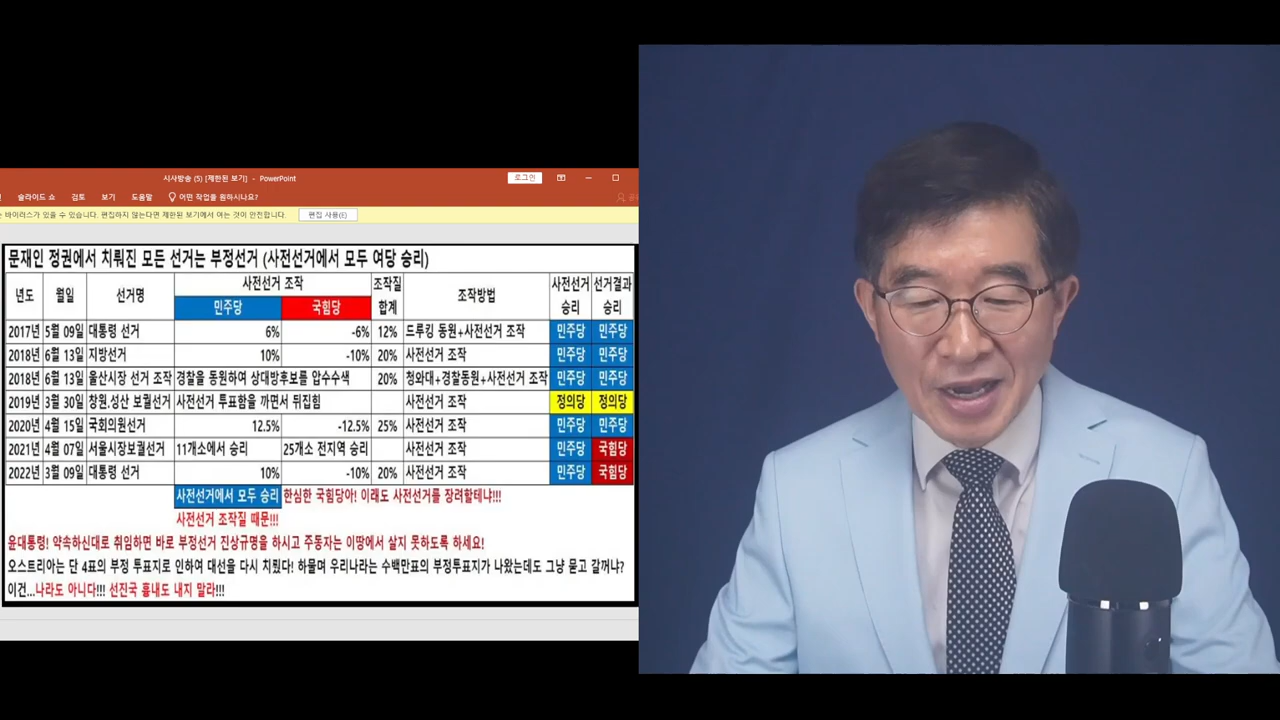 시사방송 (5) [제한된 보기] - PowerPoint
로그인
슬라이드 쇼 검토 보기 도움말 어떤 작업을 원하시나요?
바이러스가 있을 수 있습니다. 편집하지 않는다면 제한된 보기에서 여는 것이 안전합니다. 편집 사용(E)
문재인 정권에서 치뤄진 모든 선거는 부정선거 (사전선거에서 모두 여당 승리)
년도 월일 선거명 사전선거 조작 조작질 합계 조작방법 사전선거 승리 선거결과 승리
민주당 국힘당
2017년 5월 09일 대통령 선거 6% -6% 12% 드루킹 동원+사전선거 조작 민주당 민주당
2018년 6월 13일 지방선거 10% -10% 20% 사전선거 조작 민주당 민주당
2018년 6월 13일 울산시장 선거 조작 경찰을 동원하여 상대방후보를 압수수색 20% 청와대+경찰동원+사전선거 조작 민주당 민주당
2019년 3월 30일 창원.성산 보궐선거 사전선거 투표함을 까면서 뒤집힘 사전선거 조작 정의당 정의당
2020년 4월 15일 국회의원선거 12.5% -12.5% 25% 사전선거 조작 민주당 민주당
2021년 4월 07일 서울시장보궐선거 11개소에서 승리 25개소 전지역 승리 사전선거 조작 민주당 국힘당
2022년 3월 09일 대통령 선거 10% -10% 20% 사전선거 조작 민주당 국힘당
사전선거에서 모두 승리 한심한 국힘당아! 이래도 사전선거를 장려할테냐!!!
사전선거 조작질 때문!!!
윤대통령! 약속하신대로 취임하면 바로 부정선거 진상규명을 하시고 주동자는 이땅에서 살지 못하도록 하세요!
오스트리아는 단 4표의 부정 투표지로 인하여 대선을 다시 치뤘다! 하물며 우리나라는 수백만표의 부정투표지가 나왔는데도 그냥 묻고 갈꺼냐?
이건...나라도 아니다!!! 선진국 흉내도 내지 말라!!!